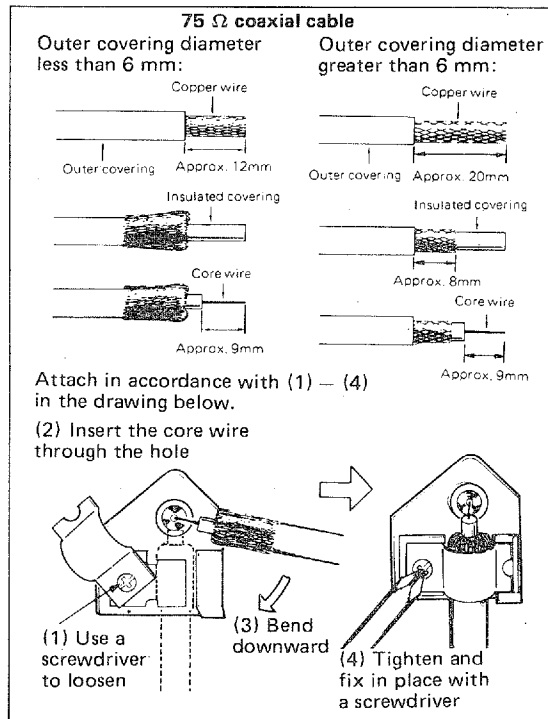 75 Ω coaxial cable
Outer covering diameter
less than 6 mm:
Copper wire
Outer covering
Approx. 12mm
Insulated covering
Core wire
Approx. 9mm
Outer covering diameter
greater than 6 mm:
Copper wire
Outer covering
Approx. 20mm
Insulated covering
Approx. 8mm
Core wire
Approx. 9mm
Attach in accordance with (1) – (4)
in the drawing below.
(2) Insert the core wire
through the hole
(1) Use a
screwdriver
to loosen
(3) Bend
downward
(4) Tighten and
fix in place with
a screwdriver